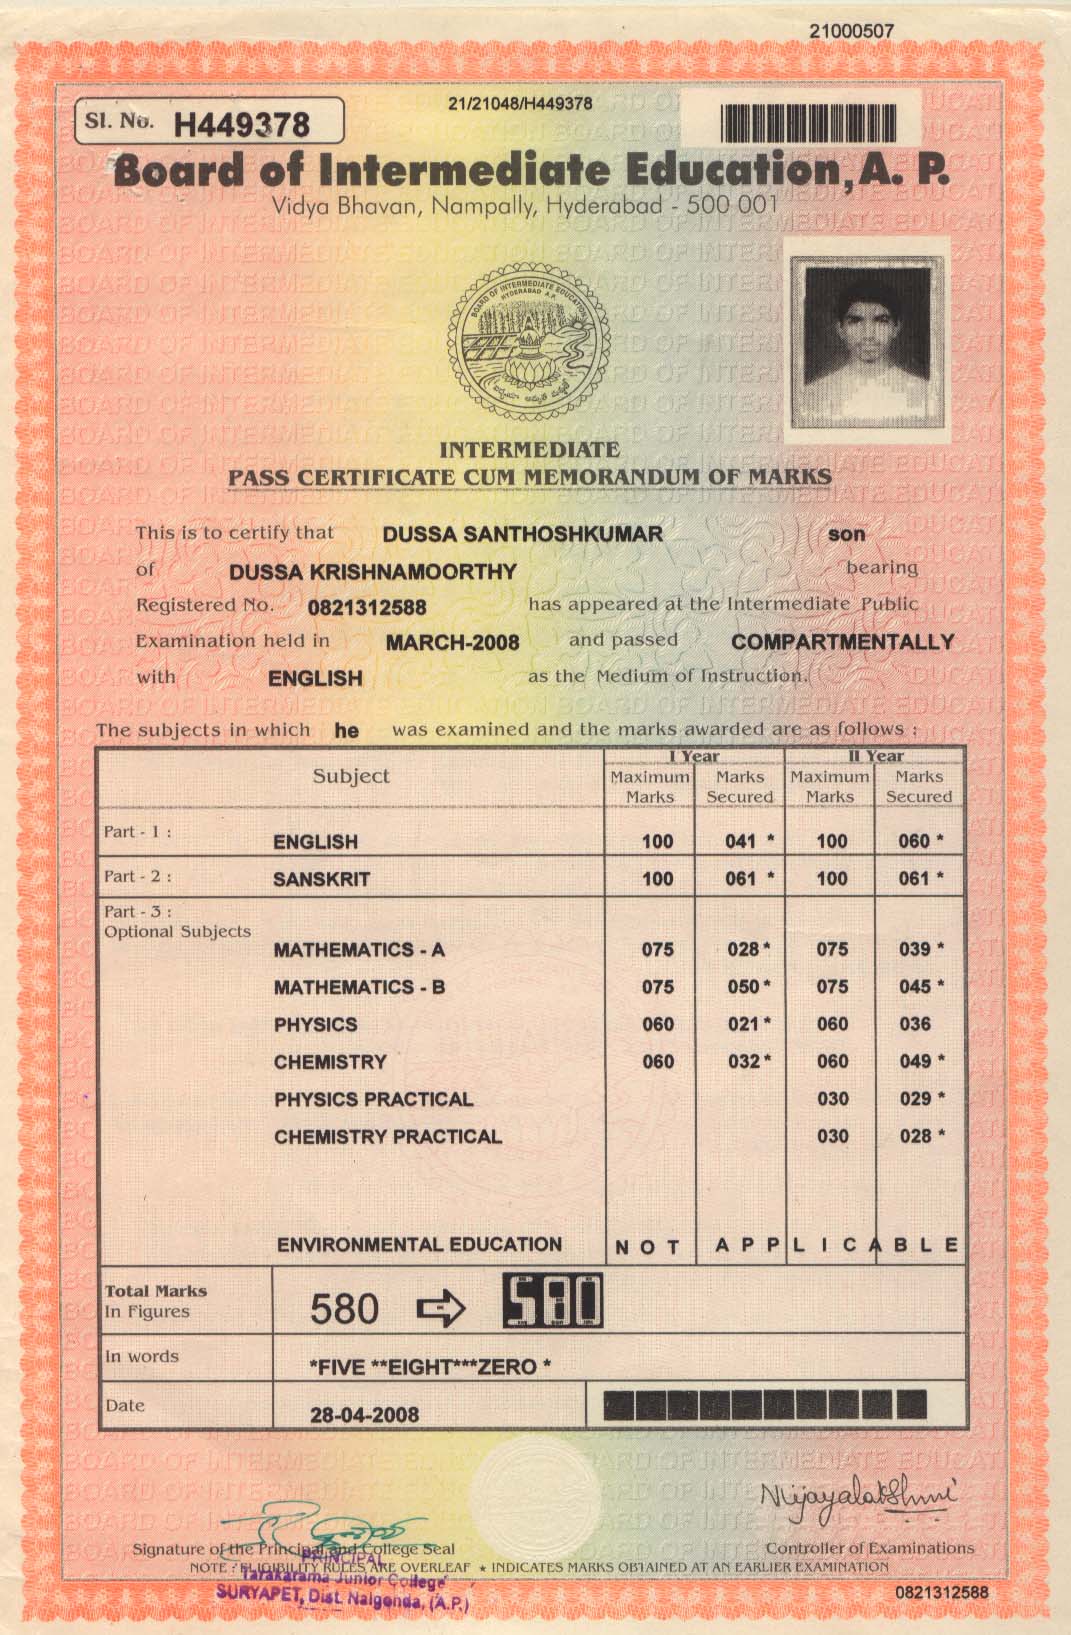 21000507
Sl. No. H449378
21/21048/H449378
Board of Intermediate Education, A. P.
Vidya Bhavan, Nampally, Hyderabad - 500 001
BOARD OF INTERMEDIATE EDUCATION
HYDERABAD A.P.
INTERMEDIATE
PASS CERTIFICATE CUM MEMORANDUM OF MARKS
This is to certify that DUSSA SANTHOSHKUMAR son
of DUSSA KRISHNAMOORTHY bearing
Registered No. 0821312588 has appeared at the Intermediate Public
Examination held in MARCH-2008 and passed COMPARTMENTALLY
with ENGLISH as the Medium of Instruction.
The subjects in which he was examined and the marks awarded are as follows :
Subject I Year II Year
Maximum Marks Marks Secured Maximum Marks Marks Secured
Part - 1 : ENGLISH 100 041 * 100 060 *
Part - 2 : SANSKRIT 100 061 * 100 061 *
Part - 3 :
Optional Subjects
MATHEMATICS - A 075 028 * 075 039 *
MATHEMATICS - B 075 050 * 075 045 *
PHYSICS 060 021 * 060 036
CHEMISTRY 060 032 * 060 049 *
PHYSICS PRACTICAL 030 029 *
CHEMISTRY PRACTICAL 030 028 *
ENVIRONMENTAL EDUCATION N O T A P P L I C A B L E
Total Marks
In Figures 580 580
In words *FIVE **EIGHT***ZERO *
Date 28-04-2008
Vijayalakshmi
Signature of the Principal and College Seal Controller of Examinations
NOTE : ELIGIBILITY RULES ARE OVERLEAF * INDICATES MARKS OBTAINED AT AN EARLIER EXAMINATION
PRINCIPAL
Tarakarama Junior College
SURYAPET, Dist. Nalgonda, (A.P.)
0821312588